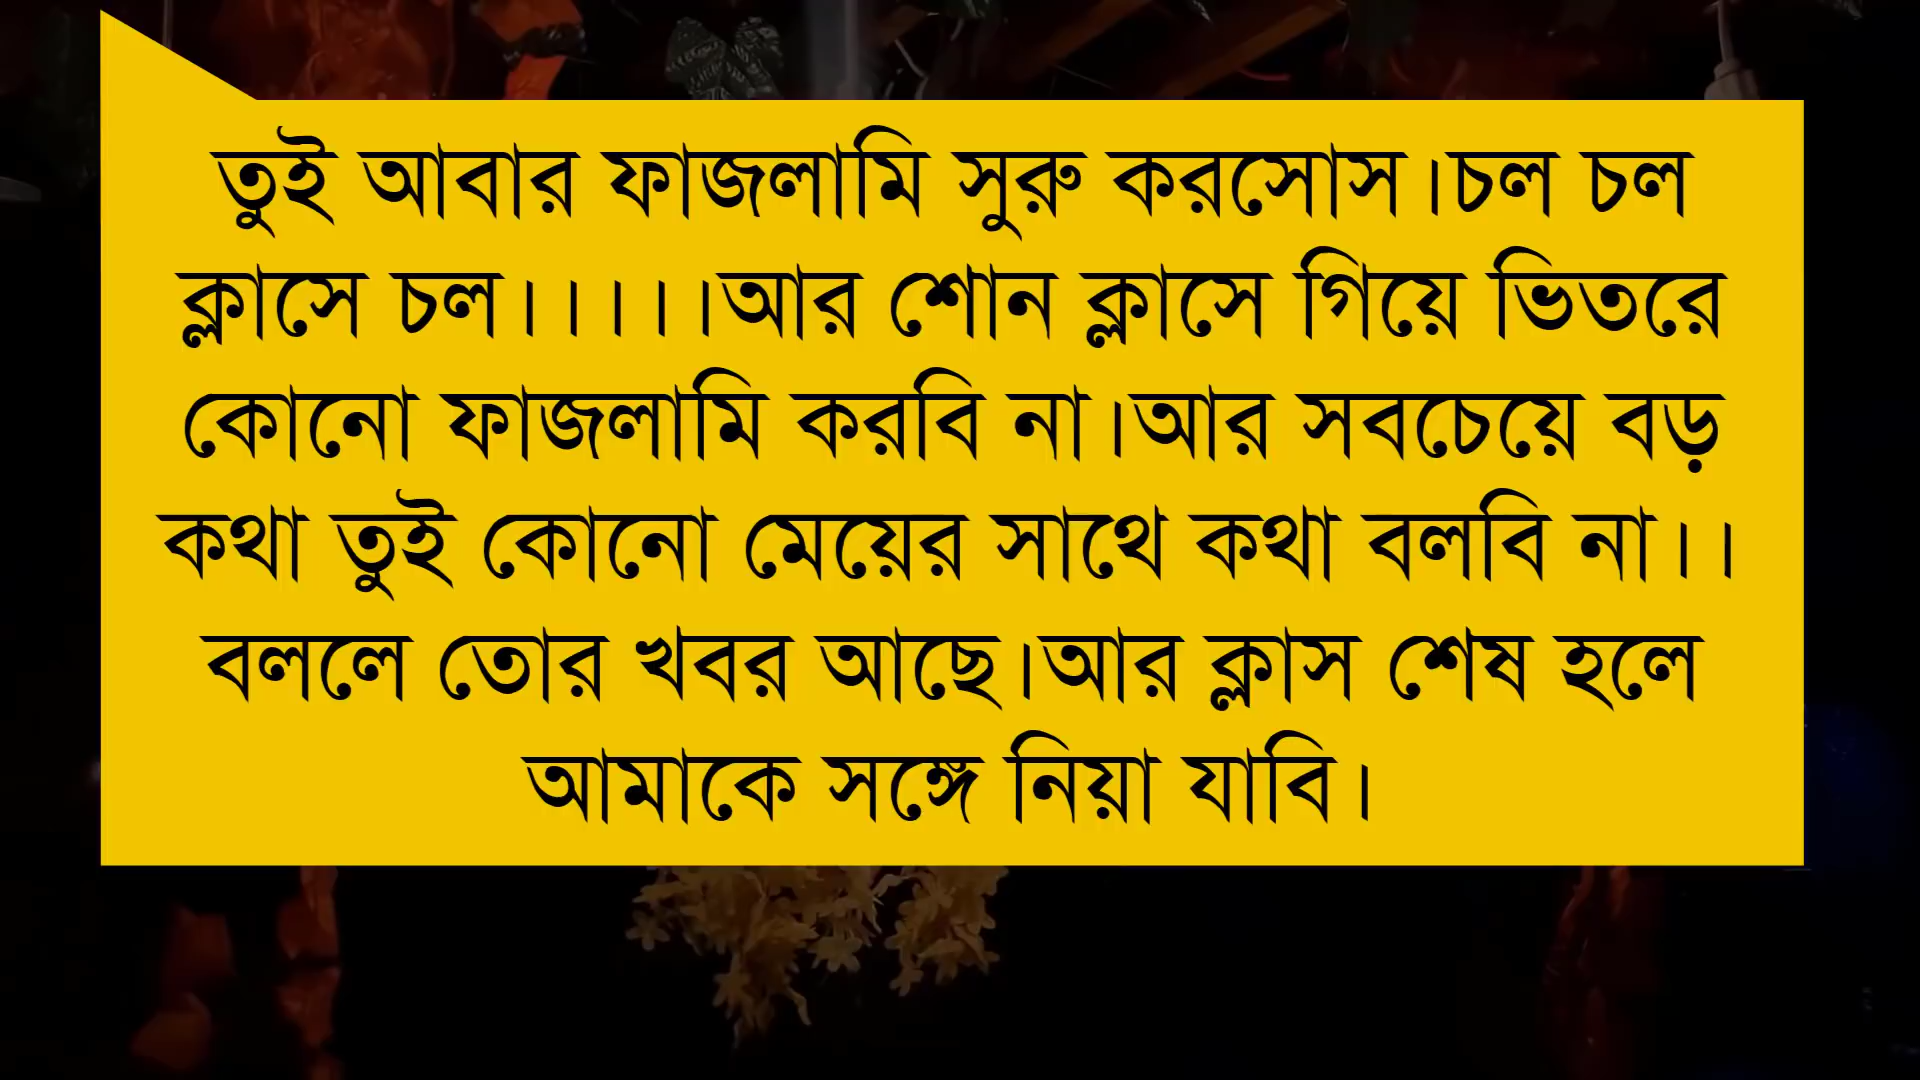 তুই আবার ফাজলামি সুরু করসোস।চল চল
ক্লাসে চল।।।।।আর শোন ক্লাসে গিয়ে ভিতরে
কোনো ফাজলামি করবি না।আর সবচেয়ে বড়
কথা তুই কোনো মেয়ের সাথে কথা বলবি না।।
বললে তোর খবর আছে।আর ক্লাস শেষ হলে
আমাকে সঙ্গে নিয়া যাবি।